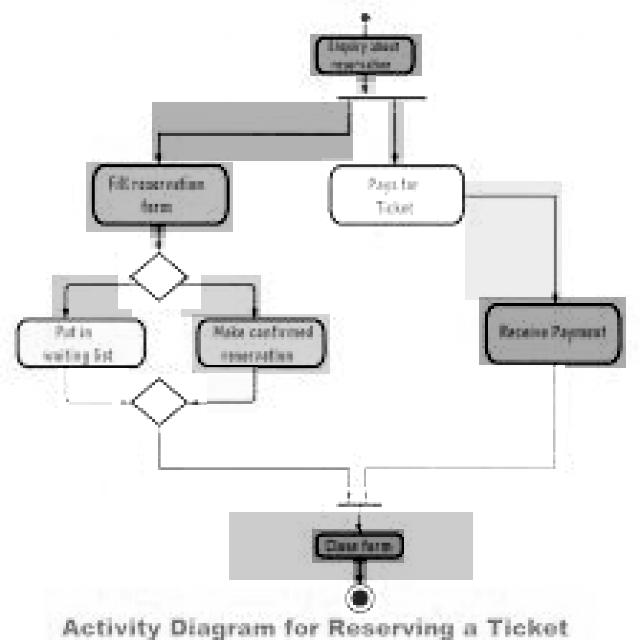 Enquiry about
reservation
Fill reservation
form
Pays for
Ticket
Put in
waiting list
Make confirmed
reservation
Receive Payment
Close form
Activity Diagram for Reserving a Ticket